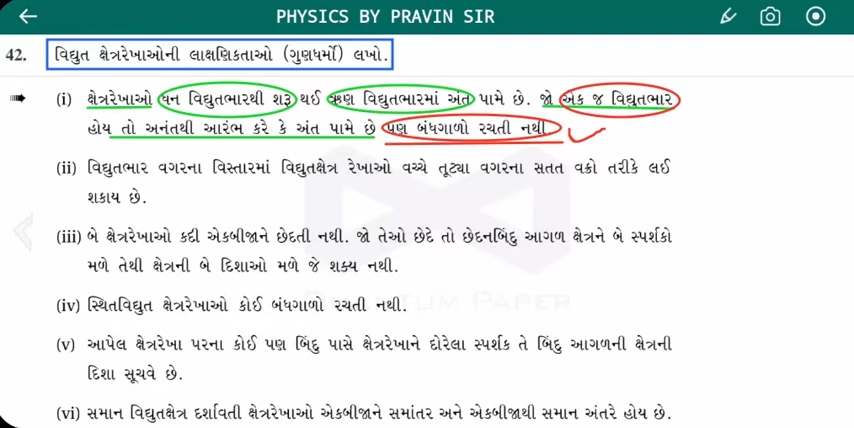 PHYSICS BY PRAVIN SIR
42. વિદ્યુત ક્ષેત્રરેખાઓની લાક્ષણિકતાઓ (ગુણધર્મો) લખો.
(i) ક્ષેત્રરેખાઓ ધન વિદ્યુતભારથી શરૂ થઈ ઋણ વિદ્યુતભારમાં અંત પામે છે. જો એક જ વિદ્યુતભાર
હોય તો અનંતથી આરંભ કરે કે અંત પામે છે પણ બંધગાળો રચતી નથી.
(ii) વિદ્યુતભાર વગરના વિસ્તારમાં વિદ્યુતક્ષેત્ર રેખાઓ વચ્ચે તૂટ્યા વગરના સતત વક્રો તરીકે લઈ
શકાય છે.
(iii) બે ક્ષેત્રરેખાઓ કદી એકબીજાને છેદતી નથી. જો તેઓ છેદે તો છેદનબિંદુ આગળ ક્ષેત્રને બે સ્પર્શકો
મળે તેથી ક્ષેત્રની બે દિશાઓ મળે જે શક્ય નથી.
(iv) સ્થિતવિદ્યુત ક્ષેત્રરેખાઓ કોઈ બંધગાળો રચતી નથી.
QUANTUM PAPER
(v) આપેલ ક્ષેત્રરેખા પરના કોઈ પણ બિંદુ પાસે ક્ષેત્રરેખાને દોરેલા સ્પર્શક તે બિંદુ આગળની ક્ષેત્રની
દિશા સૂચવે છે.
(vi) સમાન વિદ્યુતક્ષેત્ર દર્શાવતી ક્ષેત્રરેખાઓ એકબીજાને સમાંતર અને એકબીજાથી સમાન અંતરે હોય છે.